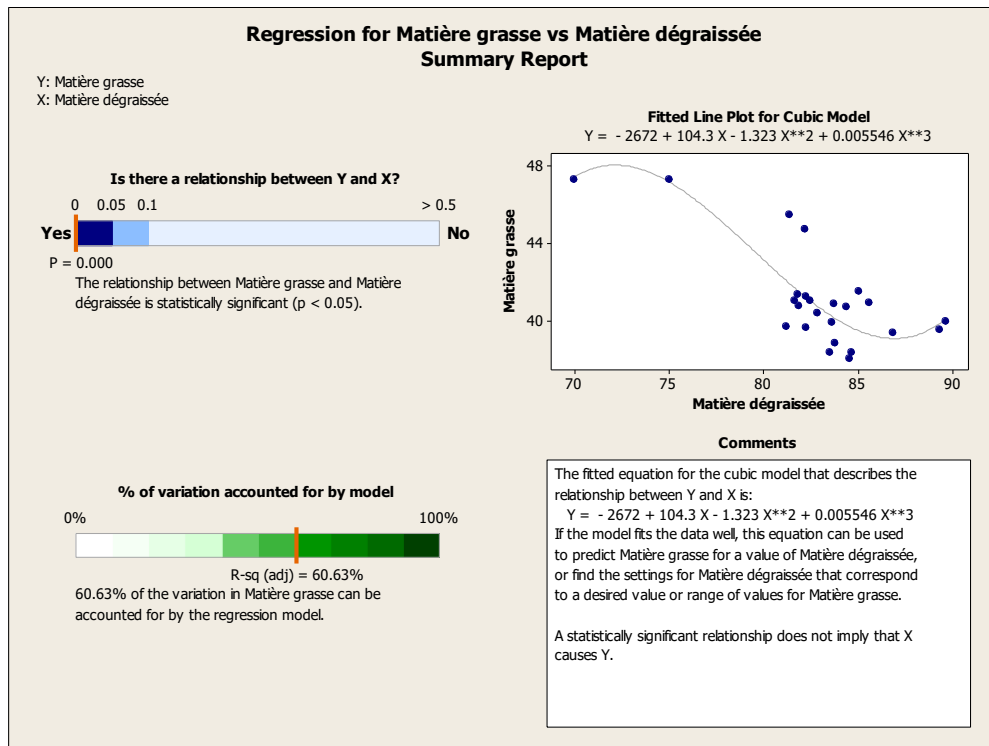 Regression for Matière grasse vs Matière dégraissée
Summary Report
Y: Matière grasse
X: Matière dégraissée
Is there a relationship between Y and X?
0 0.05 0.1 > 0.5
Yes No
P = 0.000
The relationship between Matière grasse and Matière
dégraissée is statistically significant (p < 0.05).
% of variation accounted for by model
0% 100%
R-sq (adj) = 60.63%
60.63% of the variation in Matière grasse can be
accounted for by the regression model.
Fitted Line Plot for Cubic Model
Y = - 2672 + 104.3 X - 1.323 X**2 + 0.005546 X**3
48
44
40
Matière grasse
70 75 80 85 90
Matière dégraissée
Comments
The fitted equation for the cubic model that describes the
relationship between Y and X is:
Y = - 2672 + 104.3 X - 1.323 X**2 + 0.005546 X**3
If the model fits the data well, this equation can be used
to predict Matière grasse for a value of Matière dégraissée,
or find the settings for Matière dégraissée that correspond
to a desired value or range of values for Matière grasse.
A statistically significant relationship does not imply that X
causes Y.